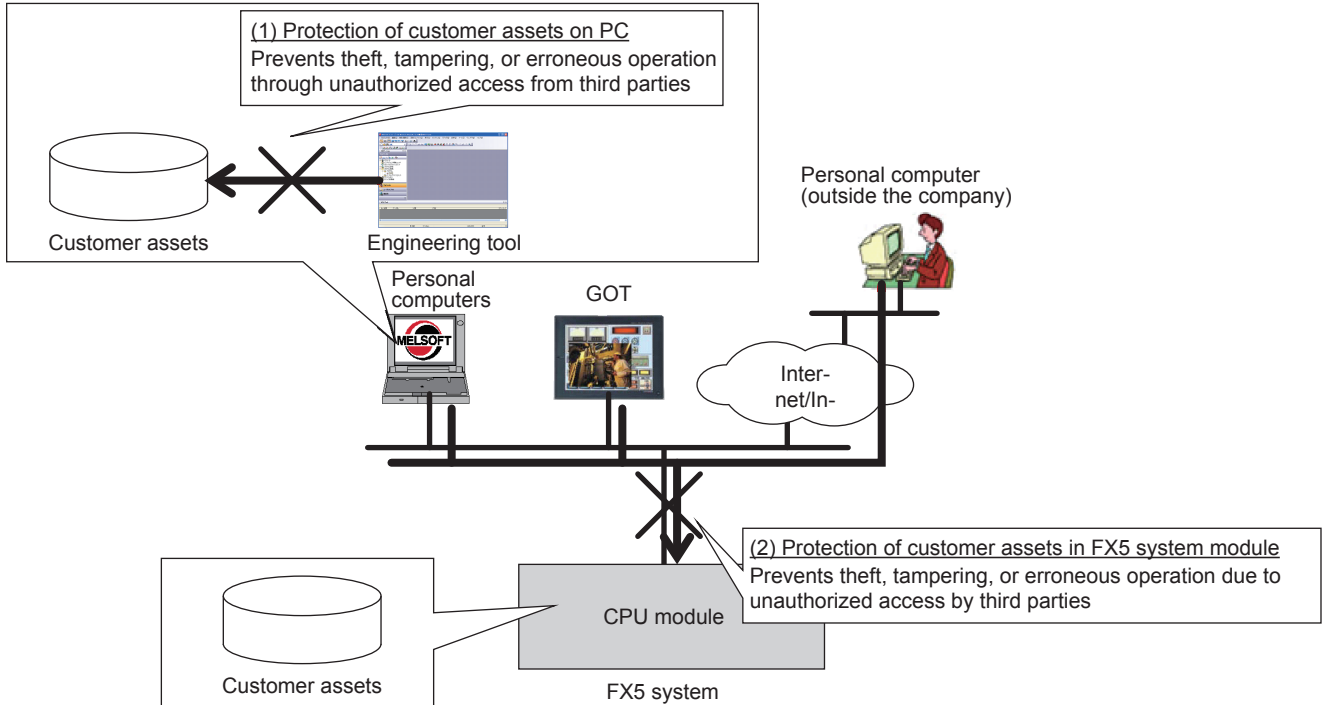 (1) Protection of customer assets on PC
Prevents theft, tampering, or erroneous operation
through unauthorized access from third parties
Customer assets
Engineering tool
Personal computer
(outside the company)
Personal
computers
GOT
MELSOFT
Inter-
net/In-
(2) Protection of customer assets in FX5 system module
Prevents theft, tampering, or erroneous operation due to
unauthorized access by third parties
CPU module
Customer assets
FX5 system